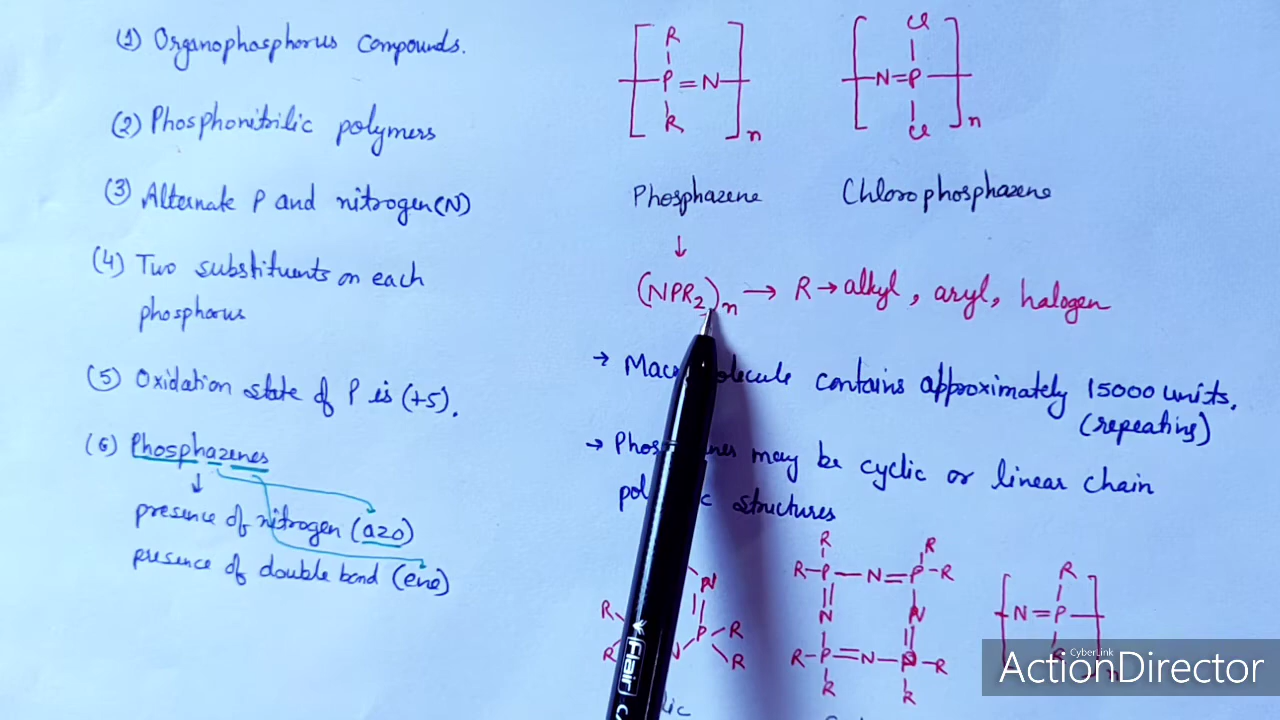 (1) Organophosphorus compounds.
(2) Phosphonitrilic polymers
(3) Alternate P and nitrogen(N)
(4) Two substituents on each
phosphorus
(5) Oxidation state of P is (+5).
(6) Phosphazenes
presence of nitrogen (azo)
presence of double bond (ene)
R
P=N
R
n
Cl
N=P
Cl
n
Phosphazene
Chlorophosphazene
↓
(NPR₂)n → R → alkyl, aryl, halogen
→ contains approximately 15000 units.
(repeating)
→ may be cyclic or linear chain
structures
N
R
R
P
R
R
R
R
R-P-N=P-R
N
N
R-P=N-P-R
R
R
R
N=P
n
CyberLink
ActionDirector
Flair